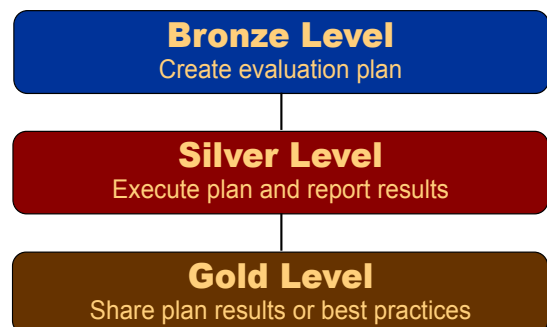 Bronze Level
Create evaluation plan
Silver Level
Execute plan and report results
Gold Level
Share plan results or best practices